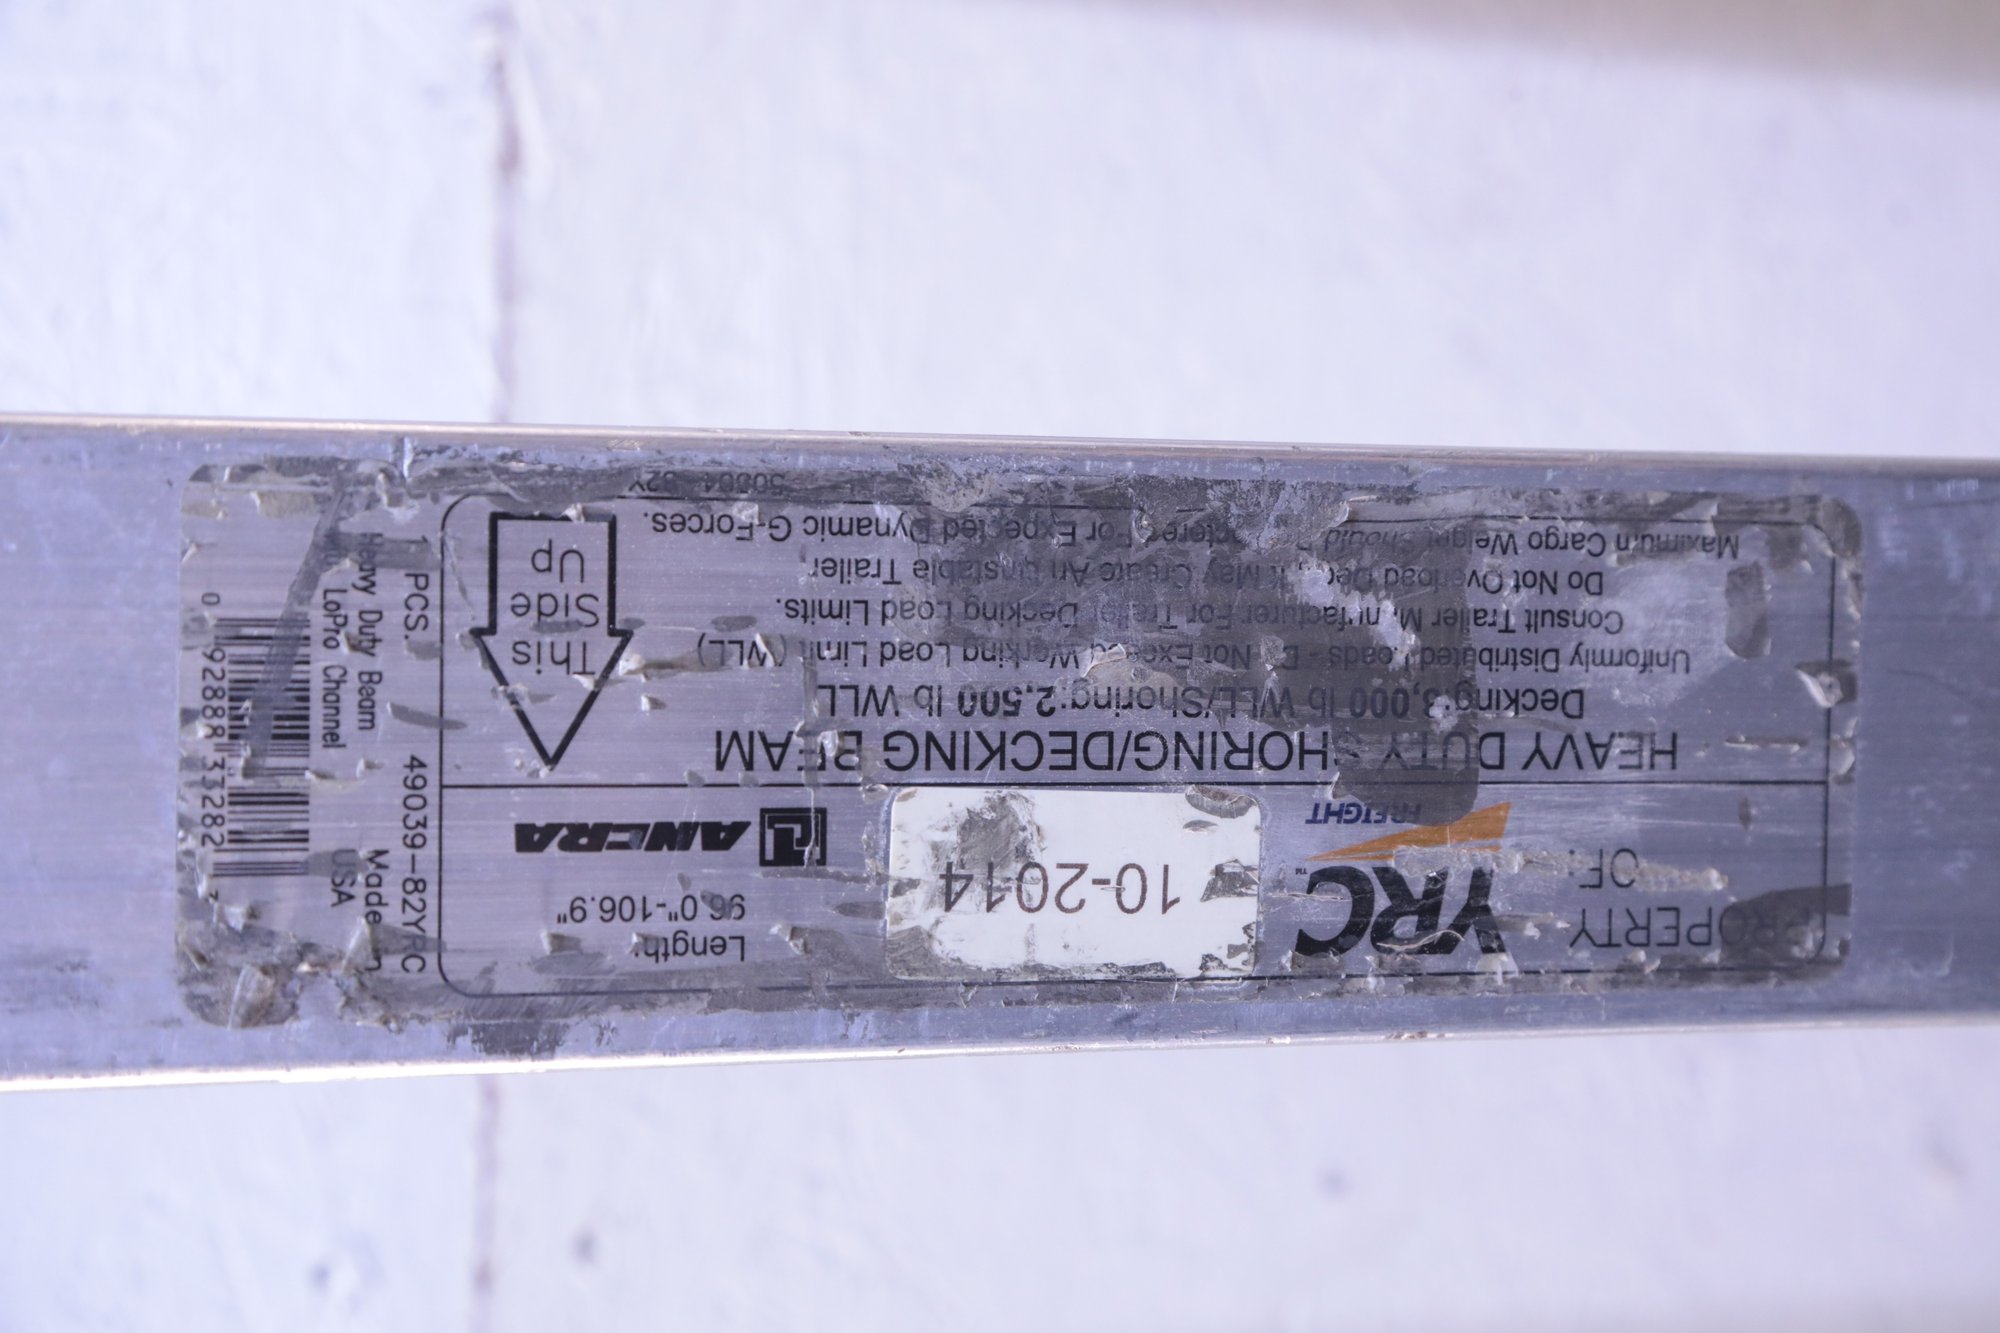 PROPERTY
OF:
YRC™
FREIGHT
10-2014
Length:
96.0"-106.9"
ANCRA
HEAVY DUTY SHORING/DECKING BEAM
Decking:3,000 lb WLL/Shoring:2,500 lb WLL
Uniformly Distributed Loads - Do Not Exceed Working Load Limit (WLL)
Consult Trailer Manufacturer For Trailer Decking Load Limits.
Do Not Overload Deck, It May Create An Unstable Trailer.
Maximum Cargo Weight Should For Expected Dynamic G-Forces.
This
Side
Up
1 PCS. 49039-82YRC
Heavy Duty Beam Made In
LoPro Channel USA
0 92888 33282